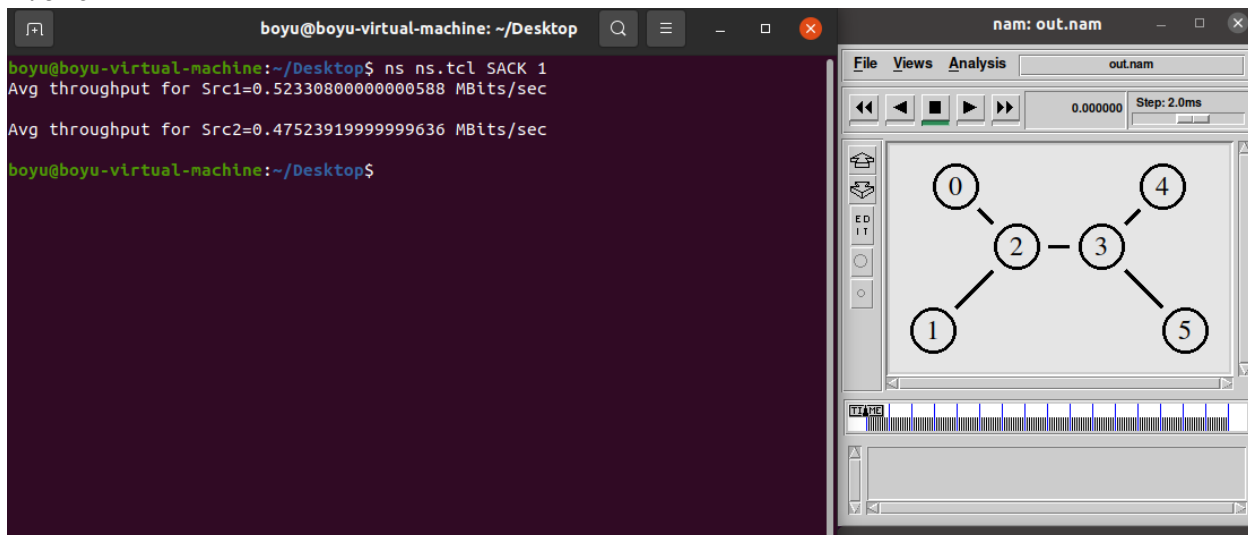 boyu@boyu-virtual-machine: ~/Desktop
boyu@boyu-virtual-machine:~/Desktop$ ns ns.tcl SACK 1
Avg throughput for Src1=0.52330800000000588 MBits/sec
Avg throughput for Src2=0.47523919999999636 MBits/sec
boyu@boyu-virtual-machine:~/Desktop$
nam: out.nam
File Views Analysis out.nam
0.000000 Step: 2.0ms
ED
IT
0 4
2 3
1 5
TIME